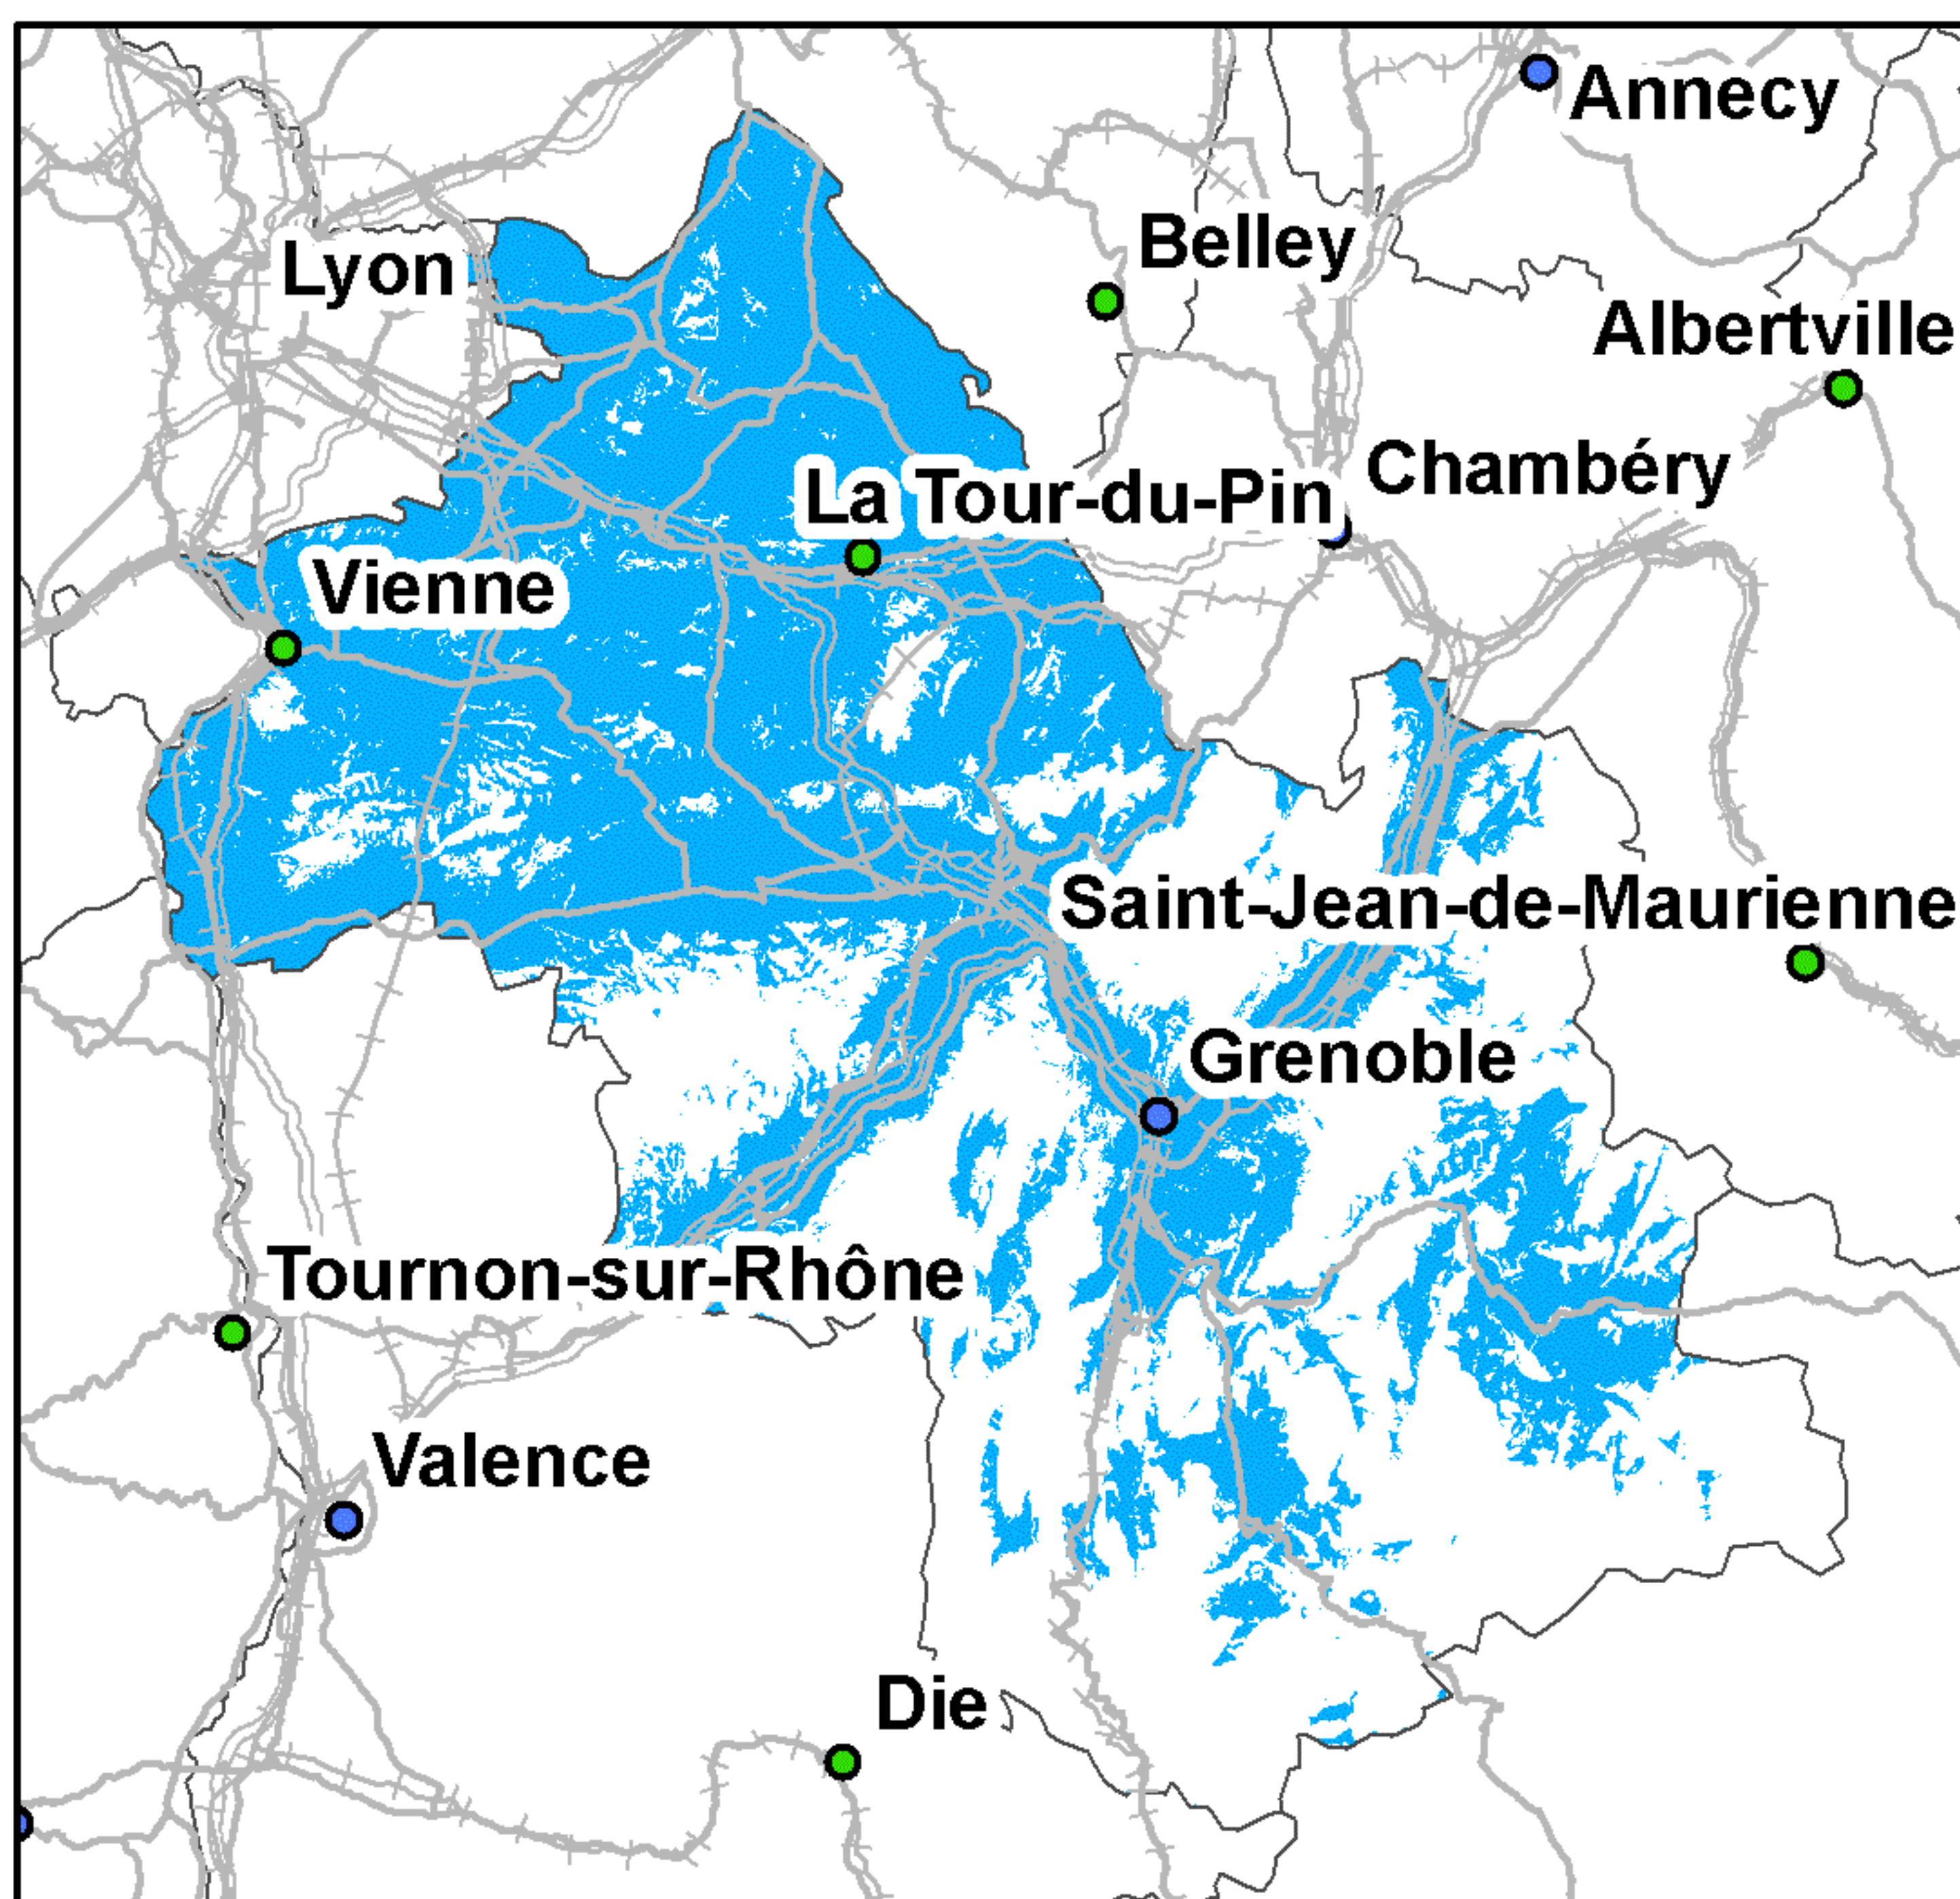 Annecy
Belley
Lyon
Albertville
Chambéry
La Tour-du-Pin
Vienne
Saint-Jean-de-Maurienne
Grenoble
Tournon-sur-Rhône
Valence
Die